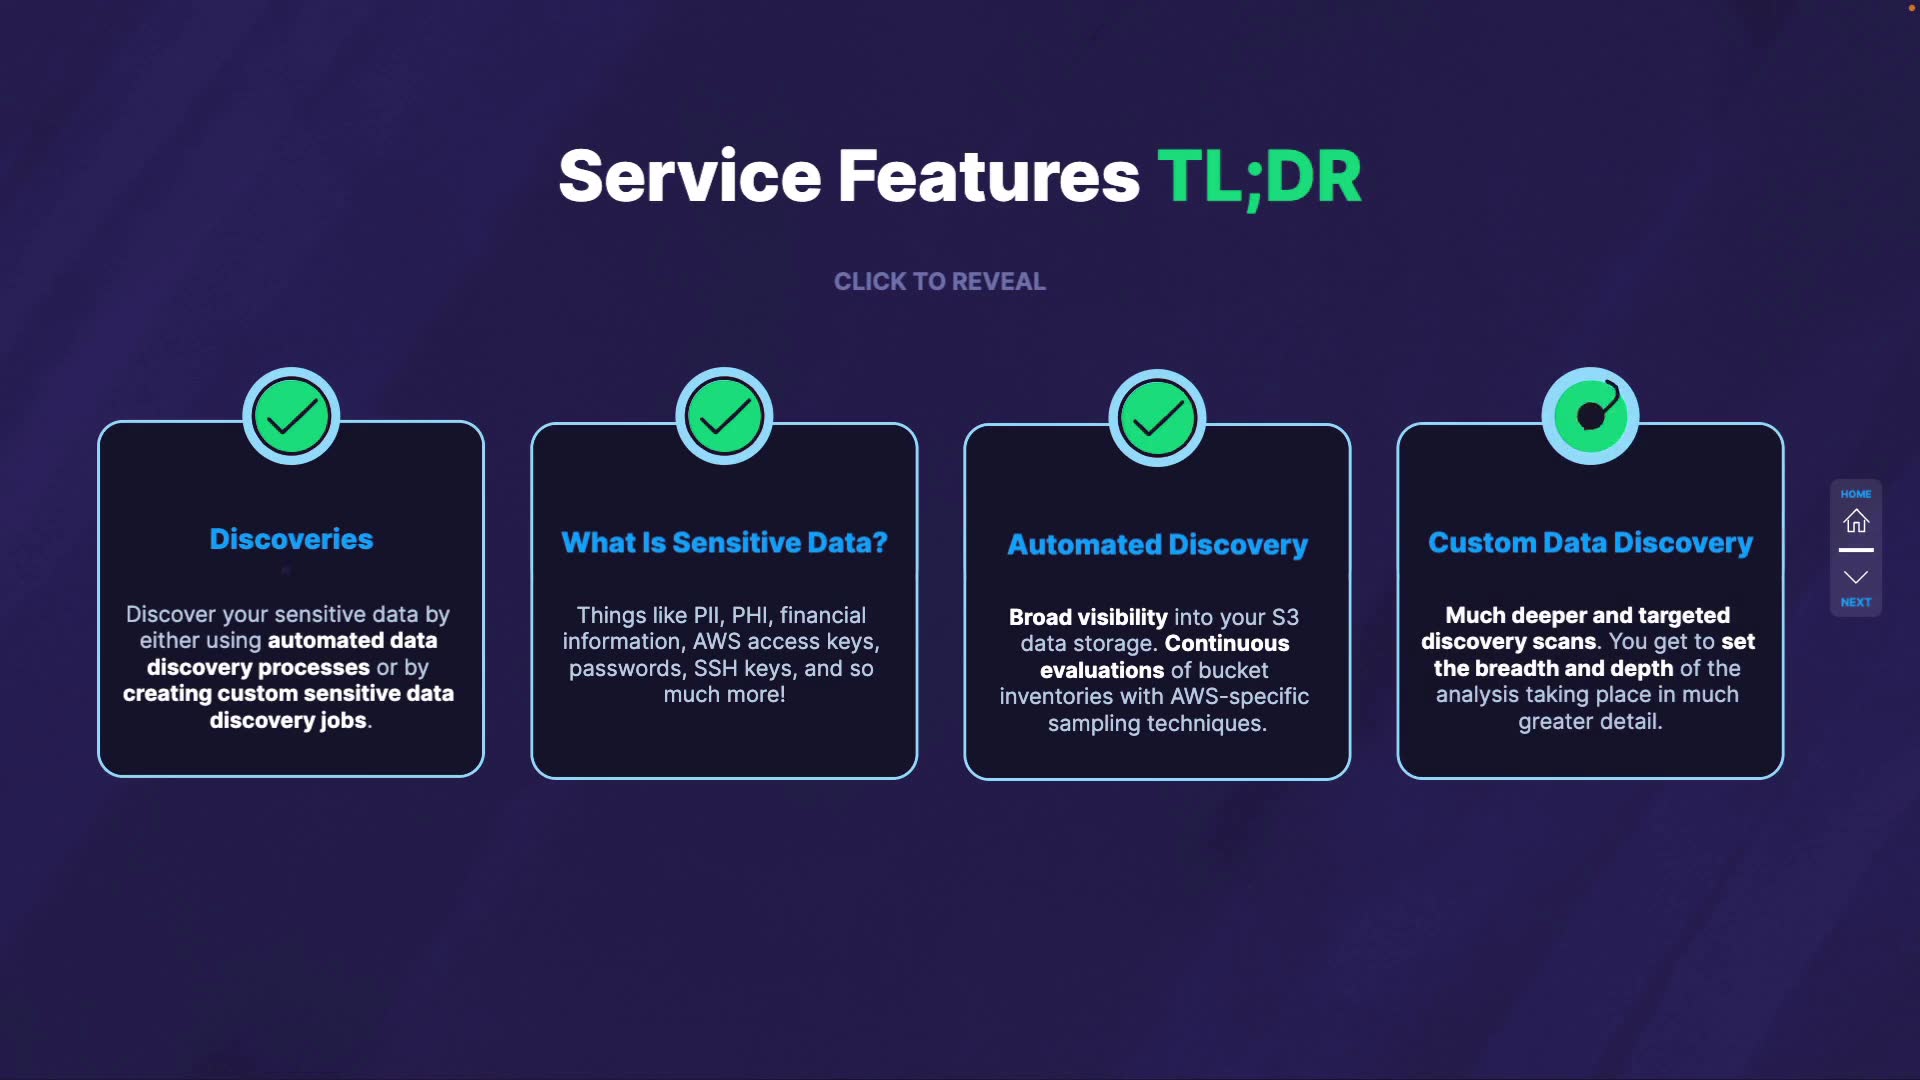 Service Features TL;DR
CLICK TO REVEAL
Discoveries
Discover your sensitive data by
either using automated data
discovery processes or by
creating custom sensitive data
discovery jobs.
What Is Sensitive Data?
Things like PII, PHI, financial
information, AWS access keys,
passwords, SSH keys, and so
much more!
Automated Discovery
Broad visibility into your S3
data storage. Continuous
evaluations of bucket
inventories with AWS-specific
sampling techniques.
Custom Data Discovery
Much deeper and targeted
discovery scans. You get to set
the breadth and depth of the
analysis taking place in much
greater detail.
HOME
NEXT